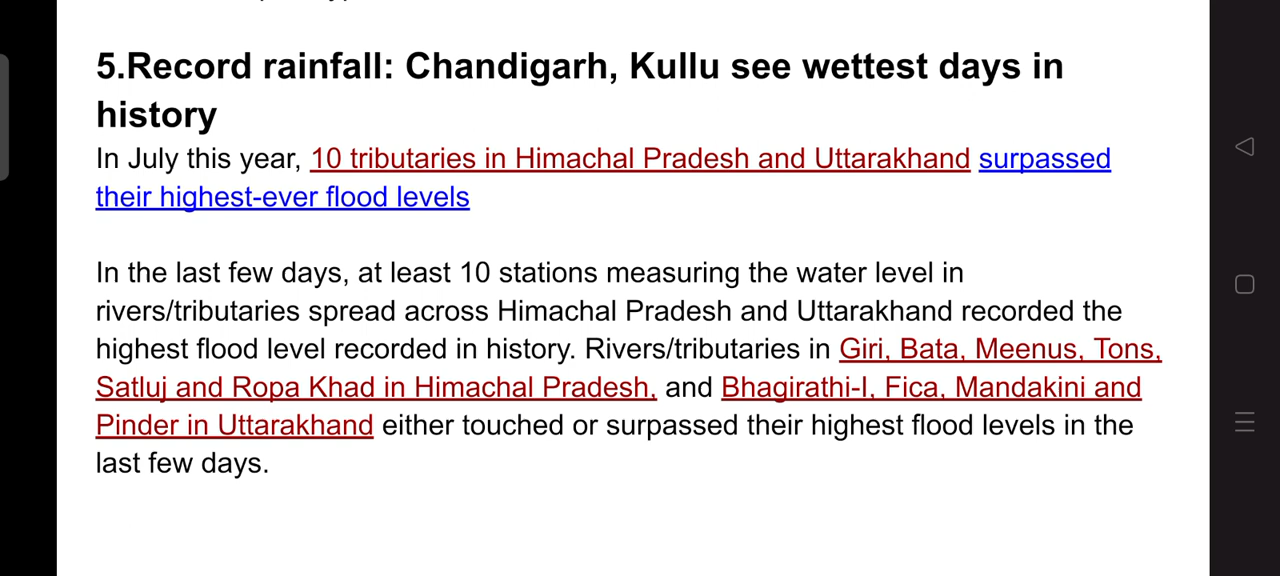 5.Record rainfall: Chandigarh, Kullu see wettest days in
history
In July this year, 10 tributaries in Himachal Pradesh and Uttarakhand surpassed
their highest-ever flood levels
In the last few days, at least 10 stations measuring the water level in
rivers/tributaries spread across Himachal Pradesh and Uttarakhand recorded the
highest flood level recorded in history. Rivers/tributaries in Giri, Bata, Meenus, Tons,
Satluj and Ropa Khad in Himachal Pradesh, and Bhagirathi-I, Fica, Mandakini and
Pinder in Uttarakhand either touched or surpassed their highest flood levels in the
last few days.